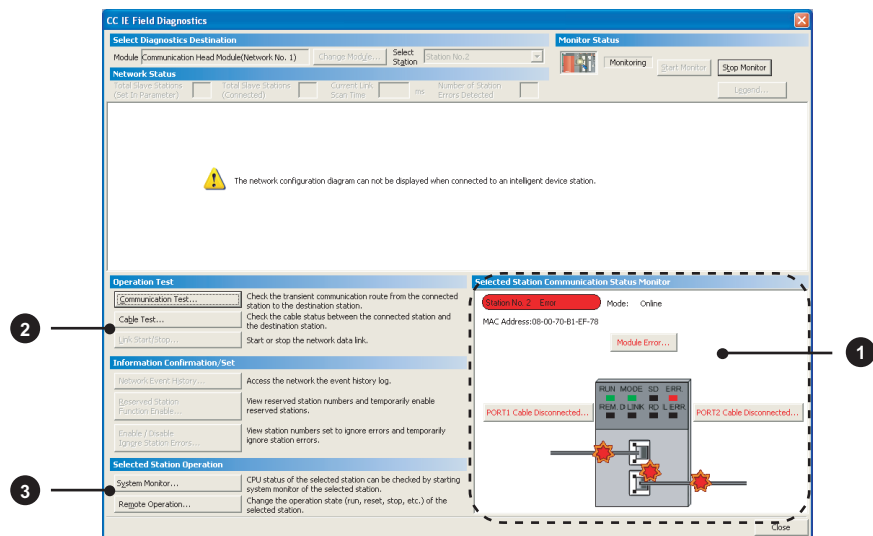 CC IE Field Diagnostics
Select Diagnostics Destination
Module Communication Head Module(Network No. 1) Change Module... Select Station Station No.2
Monitor Status
Monitoring Start Monitor Stop Monitor
Legend...
Network Status
Total Slave Stations (Set In Parameter)
Total Slave Stations (Connected)
Current Link Scan Time ms
Number of Station Errors Detected
The network configuration diagram can not be displayed when connected to an intelligent device station.
Operation Test
Communication Test... Check the transient communication route from the connected station to the destination station.
Cable Test... Check the cable status between the connected station and the destination station.
Link Start/Stop... Start or stop the network data link.
Information Confirmation/Set
Network Event History... Access the network the event history log.
Reserved Station Function Enable... View reserved station numbers and temporarily enable reserved stations.
Enable / Disable Ignore Station Errors... View station numbers set to ignore errors and temporarily ignore station errors.
Selected Station Operation
System Monitor... CPU status of the selected station can be checked by starting system monitor of the selected station.
Remote Operation... Change the operation state (run, reset, stop, etc.) of the selected station.
Selected Station Communication Status Monitor
Station No. 2 Error Mode: Online
MAC Address:08-00-70-B1-EF-78
Module Error...
RUN MODE SD ERR.
REM. D LINK RD L ERR.
PORT1 Cable Disconnected...
PORT2 Cable Disconnected...
Close
1
2
3